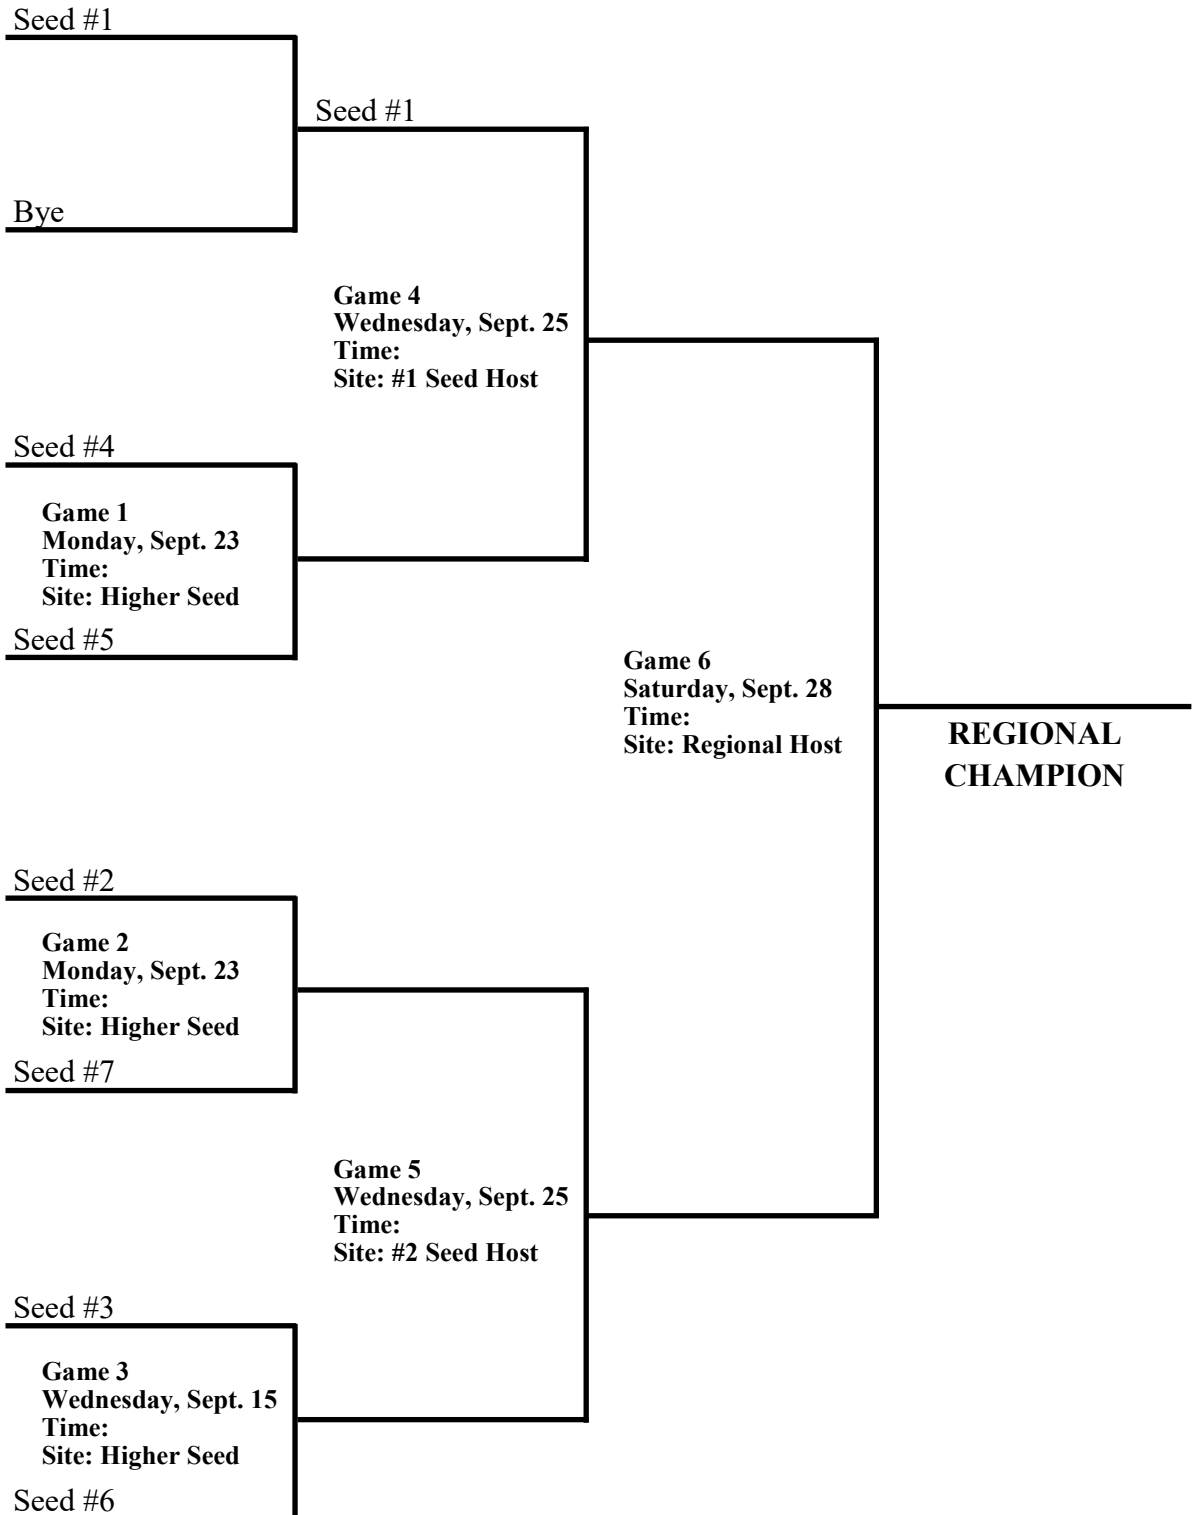 Seed #1
Seed #1
Bye
Game 4
Wednesday, Sept. 25
Time:
Site: #1 Seed Host
Seed #4
Game 1
Monday, Sept. 23
Time:
Site: Higher Seed
Seed #5
Game 6
Saturday, Sept. 28
Time:
Site: Regional Host
REGIONAL
CHAMPION
Seed #2
Game 2
Monday, Sept. 23
Time:
Site: Higher Seed
Seed #7
Game 5
Wednesday, Sept. 25
Time:
Site: #2 Seed Host
Seed #3
Game 3
Wednesday, Sept. 15
Time:
Site: Higher Seed
Seed #6